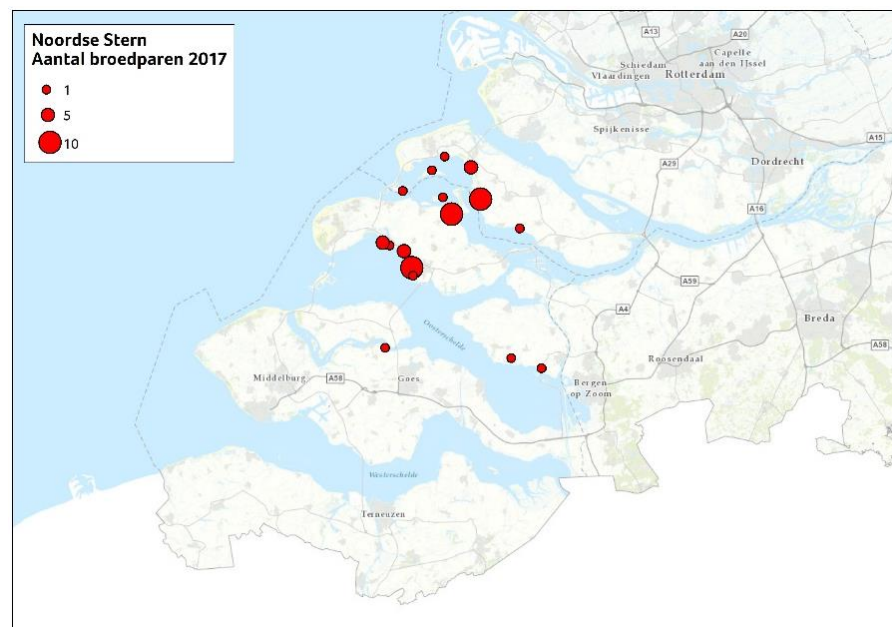 Noordse Stern
Aantal broedparen 2017
1
5
10
A13
A20
Capelle
aan den IJssel
Schiedam
Vlaardingen
Rotterdam
Spijkenisse
A15
A29
Dordrecht
A16
A59
A4
Breda
Oosterschelde
A58
Roosendaal
Middelburg
A58
Goes
Bergen
op Zoom
Westerschelde
Terneuzen